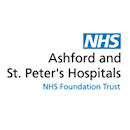 NHS
Ashford and
St. Peter's Hospitals
NHS Foundation Trust